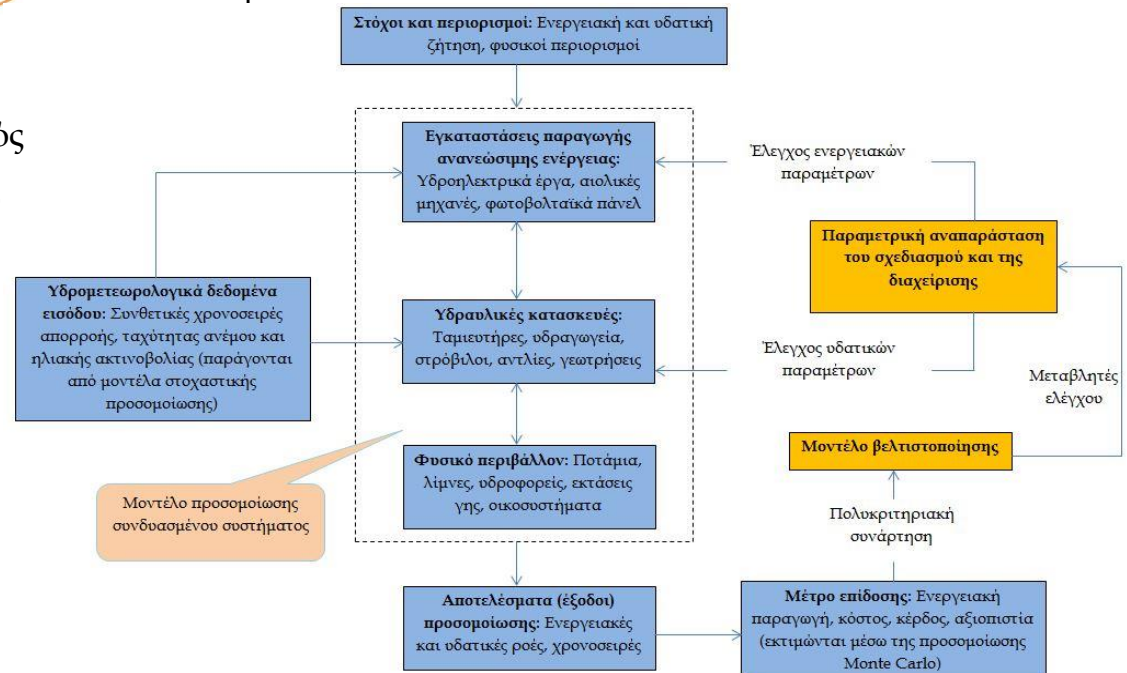 Στόχοι και περιορισμοί: Ενεργειακή και υδατική
ζήτηση, φυσικοί περιορισμοί
Εγκαταστάσεις παραγωγής
ανανεώσιμης ενέργειας:
Υδροηλεκτρικά έργα, αιολικές
μηχανές, φωτοβολταϊκά πάνελ
Έλεγχος ενεργειακών
παραμέτρων
Παραμετρική αναπαράσταση
του σχεδιασμού και της
διαχείρισης
Υδρομετεωρολογικά δεδομένα
εισόδου: Συνθετικές χρονοσειρές
απορροής, ταχύτητας ανέμου και
ηλιακής ακτινοβολίας (παράγονται
από μοντέλα στοχαστικής
προσομοίωσης)
Υδραυλικές κατασκευές:
Ταμιευτήρες, υδραγωγεία,
στρόβιλοι, αντλίες, γεωτρήσεις
Έλεγχος υδατικών
παραμέτρων
Μεταβλητές
ελέγχου
Μοντέλο βελτιστοποίησης
Φυσικό περιβάλλον: Ποτάμια,
λίμνες, υδροφορείς, εκτάσεις
γης, οικοσυστήματα
Μοντέλο προσομοίωσης
συνδυασμένου συστήματος
Πολυκριτηριακή
συνάρτηση
Αποτελέσματα (έξοδοι)
προσομοίωσης: Ενεργειακές
και υδατικές ροές, χρονοσειρές
Μέτρο επίδοσης: Ενεργειακή
παραγωγή, κόστος, κέρδος, αξιοπιστία
(εκτιμώνται μέσω της προσομοίωσης
Monte Carlo)